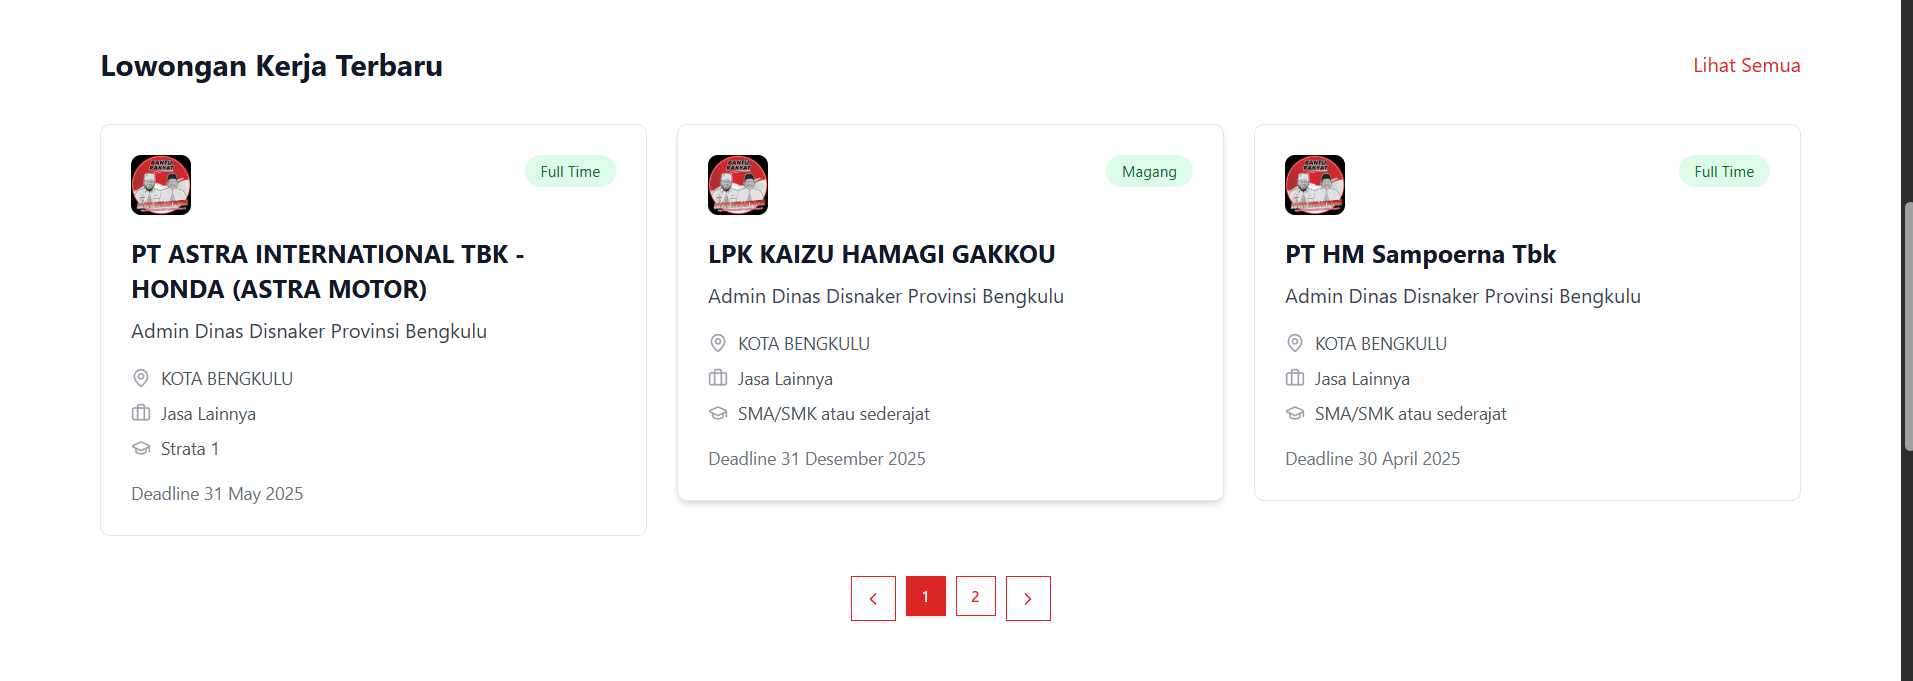 Lowongan Kerja Terbaru
Lihat Semua
BANTU
RAKYAT
Full Time
PT ASTRA INTERNATIONAL TBK -
HONDA (ASTRA MOTOR)
Admin Dinas Disnaker Provinsi Bengkulu
KOTA BENGKULU
Jasa Lainnya
Strata 1
Deadline 31 May 2025
BANTU
RAKYAT
Magang
LPK KAIZU HAMAGI GAKKOU
Admin Dinas Disnaker Provinsi Bengkulu
KOTA BENGKULU
Jasa Lainnya
SMA/SMK atau sederajat
Deadline 31 Desember 2025
BANTU
RAKYAT
Full Time
PT HM Sampoerna Tbk
Admin Dinas Disnaker Provinsi Bengkulu
KOTA BENGKULU
Jasa Lainnya
SMA/SMK atau sederajat
Deadline 30 April 2025
1
2